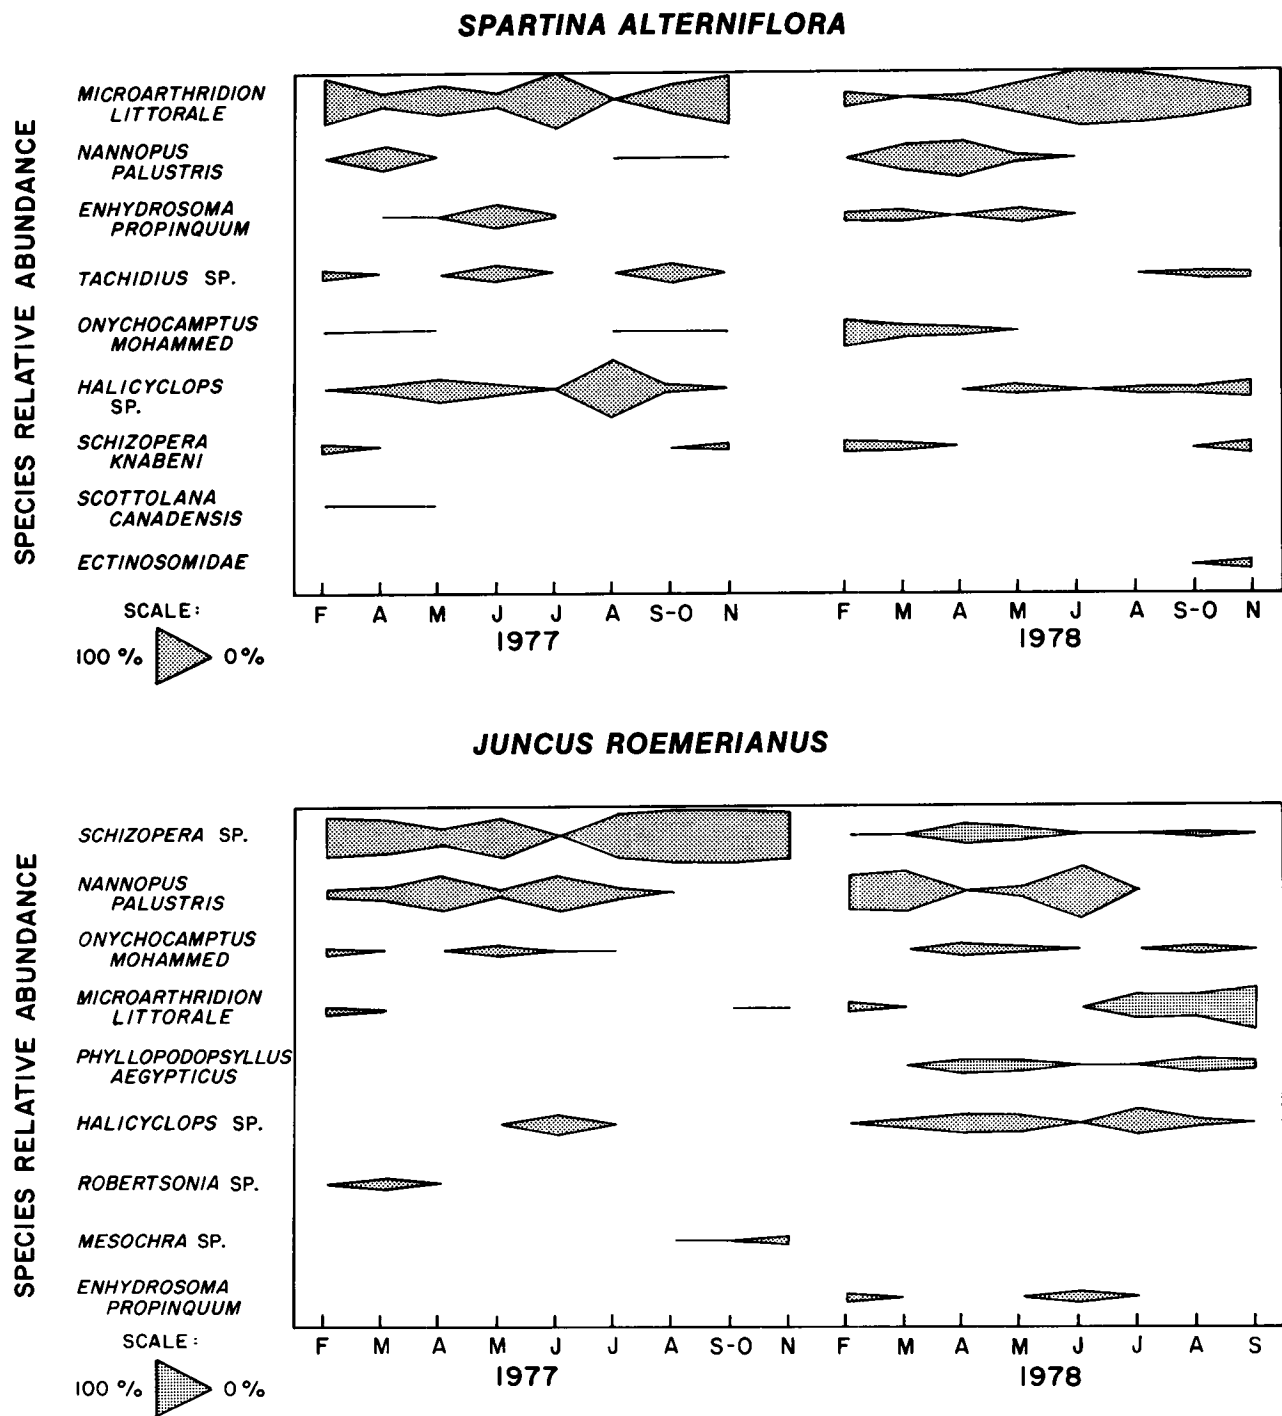 SPARTINA ALTERNIFLORA
SPECIES RELATIVE ABUNDANCE
MICROARTHRIDION
LITTORALE
NANNOPUS
PALUSTRIS
ENHYDROSOMA
PROPINQUUM
TACHIDIUS SP.
ONYCHOCAMPTUS
MOHAMMED
HALICYCLOPS
SP.
SCHIZOPERA
KNABENI
SCOTTOLANA
CANADENSIS
ECTINOSOMIDAE
F A M J J A S-O N F M A M J A S-O N
1977 1978
SCALE:
100 % 0%
JUNCUS ROEMERIANUS
SPECIES RELATIVE ABUNDANCE
SCHIZOPERA SP.
NANNOPUS
PALUSTRIS
ONYCHOCAMPTUS
MOHAMMED
MICROARTHRIDION
LITTORALE
PHYLLOPODOPSYLLUS
AEGYPTICUS
HALICYCLOPS SP.
ROBERTSONIA SP.
MESOCHRA SP.
ENHYDROSOMA
PROPINQUUM
F M A M J J A S-O N F M A M J J A S
1977 1978
SCALE:
100 % 0%